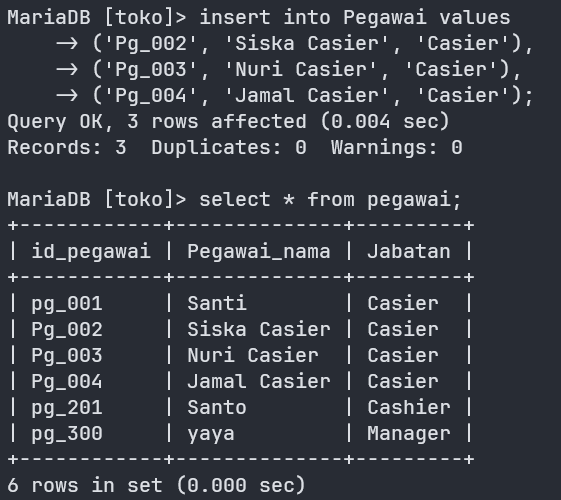 MariaDB [toko]> insert into Pegawai values
    -> ('Pg_002', 'Siska Casier', 'Casier'),
    -> ('Pg_003', 'Nuri Casier', 'Casier'),
    -> ('Pg_004', 'Jamal Casier', 'Casier');
Query OK, 3 rows affected (0.004 sec)
Records: 3  Duplicates: 0  Warnings: 0

MariaDB [toko]> select * from pegawai;
+------------+--------------+---------+
| id_pegawai | Pegawai_nama | Jabatan |
+------------+--------------+---------+
| pg_001     | Santi        | Casier  |
| Pg_002     | Siska Casier | Casier  |
| Pg_003     | Nuri Casier  | Casier  |
| Pg_004     | Jamal Casier | Casier  |
| pg_201     | Santo        | Cashier |
| pg_300     | yaya         | Manager |
+------------+--------------+---------+
6 rows in set (0.000 sec)